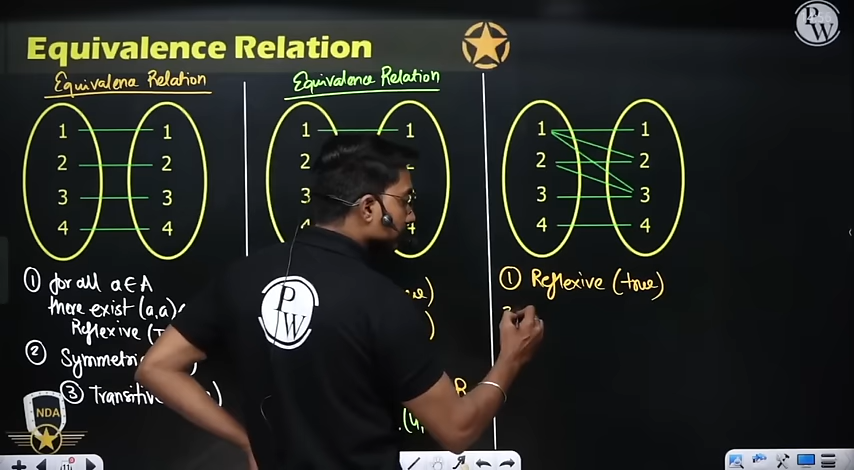 Equivalence Relation
PW
Equivalena Relation
1 1
2 2
3 3
4 4
① for all a∈A
there exist (a,a)
Reflexive
② Symmetri
③ Transitive
Equivalence Relation
1 1
2
3
4
ue)
)
R
① Reflexive (true)
1 1
2 2
3 3
4 4
PW
NDA